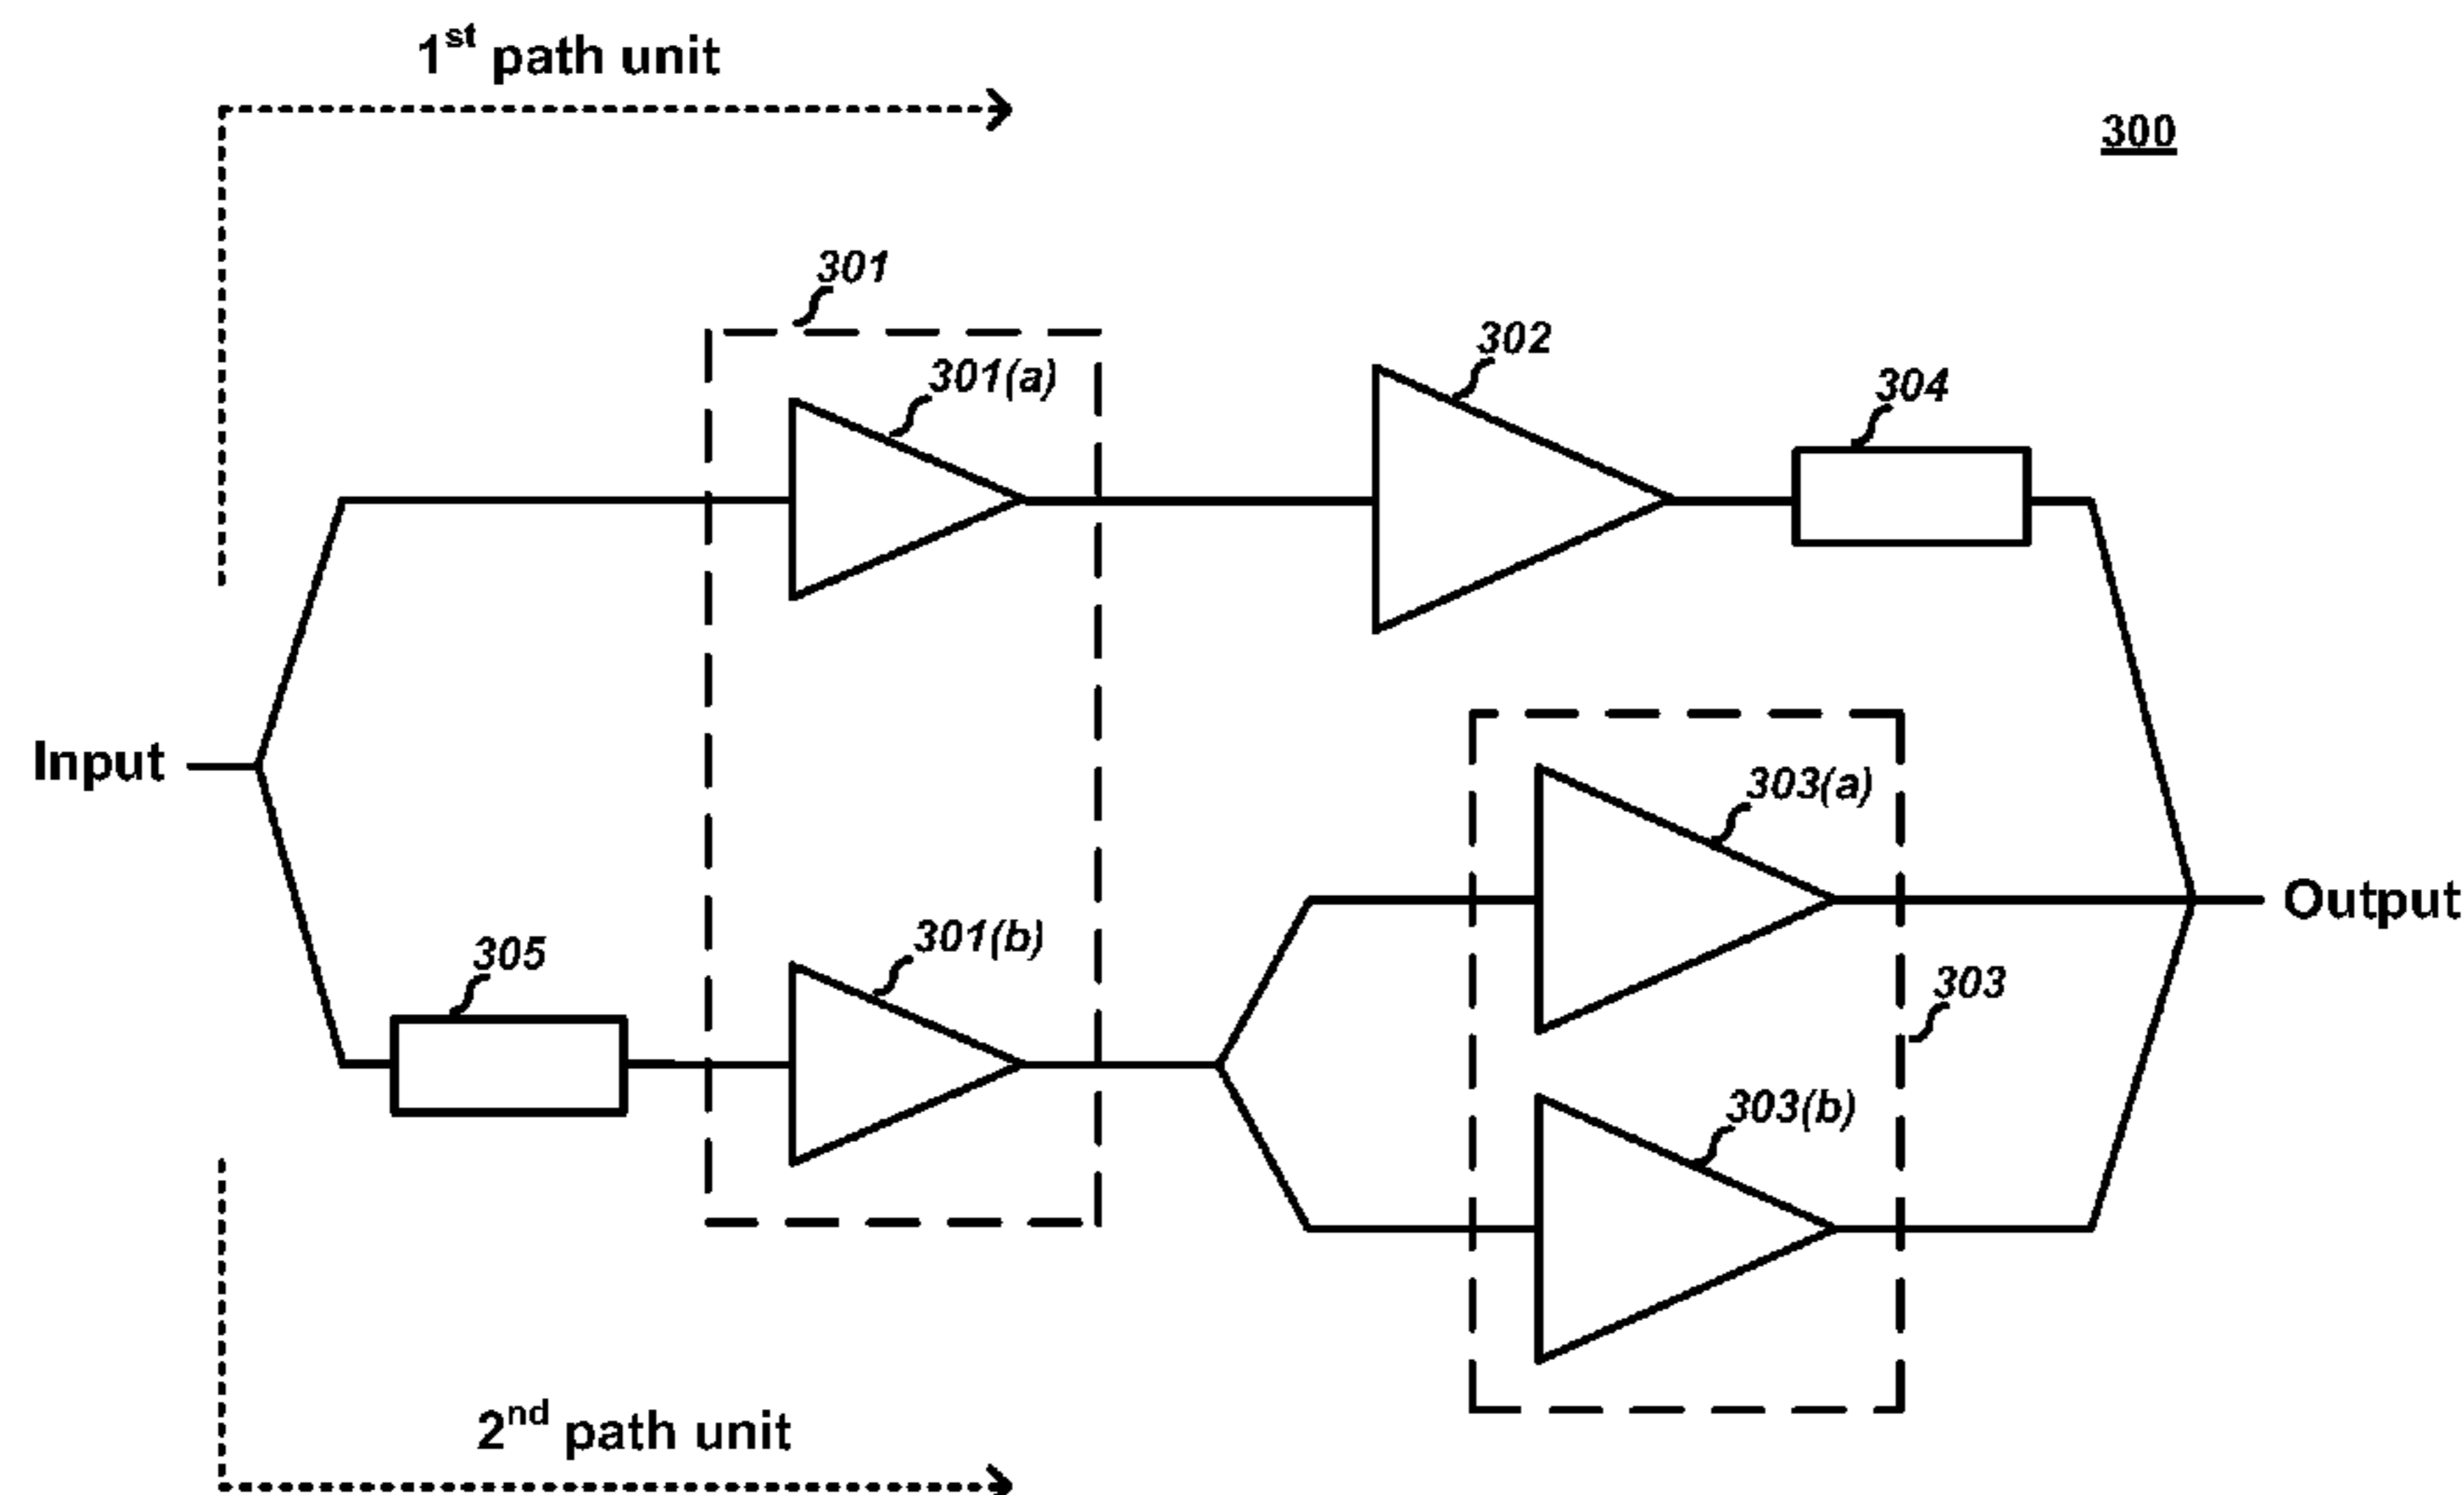 1st path unit
300
301
302
301(a)
304
Input
303(a)
Output
301(b)
305
303
303(b)
2nd path unit